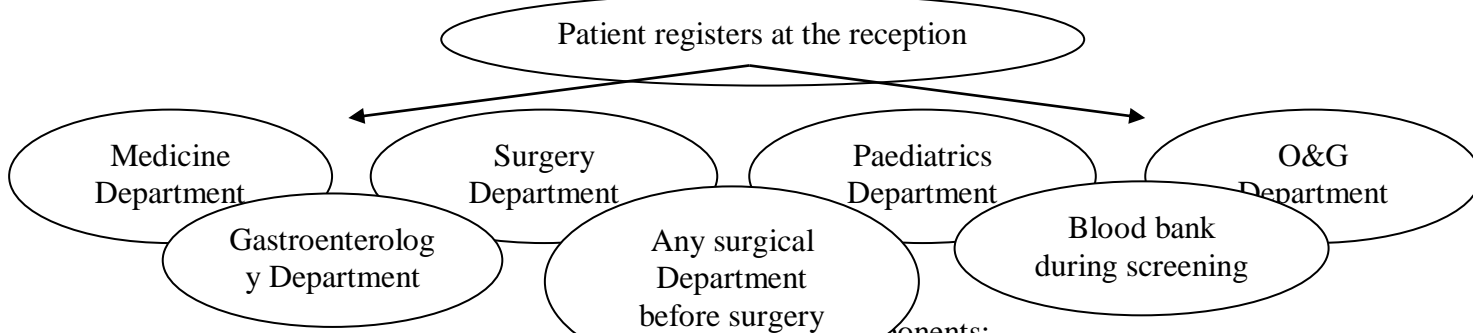 Patient registers at the reception
Medicine
Department
Surgery
Department
Paediatrics
Department
O&G
Department
Gastroenterolog
y Department
Any surgical
Department
before surgery
Blood bank
during screening